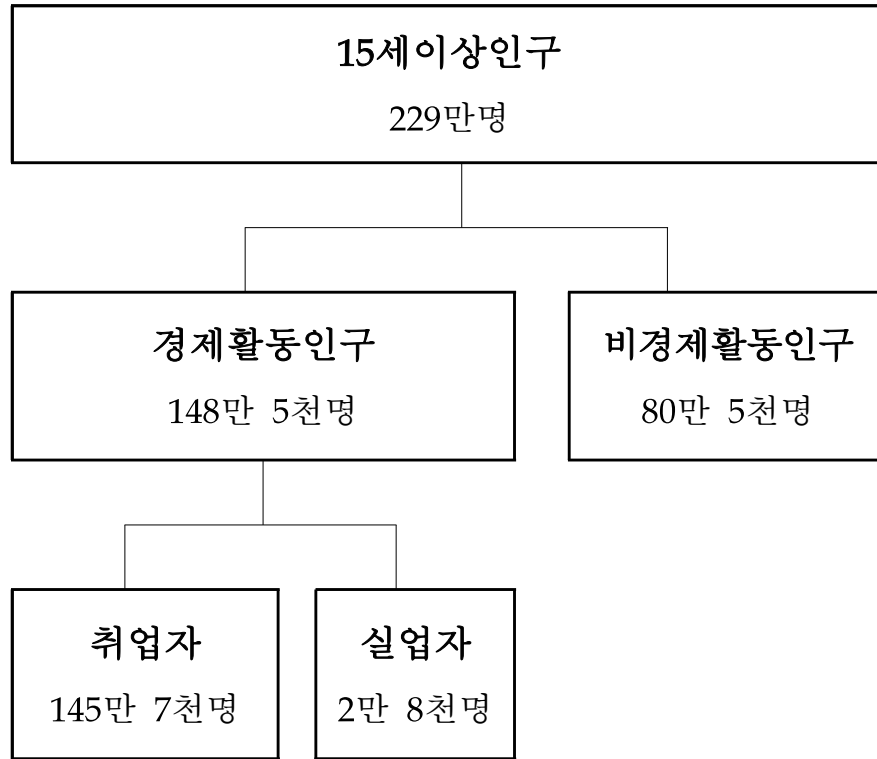 15세이상인구
229만명
경제활동인구
148만 5천명
비경제활동인구
80만 5천명
취업자
145만 7천명
실업자
2만 8천명